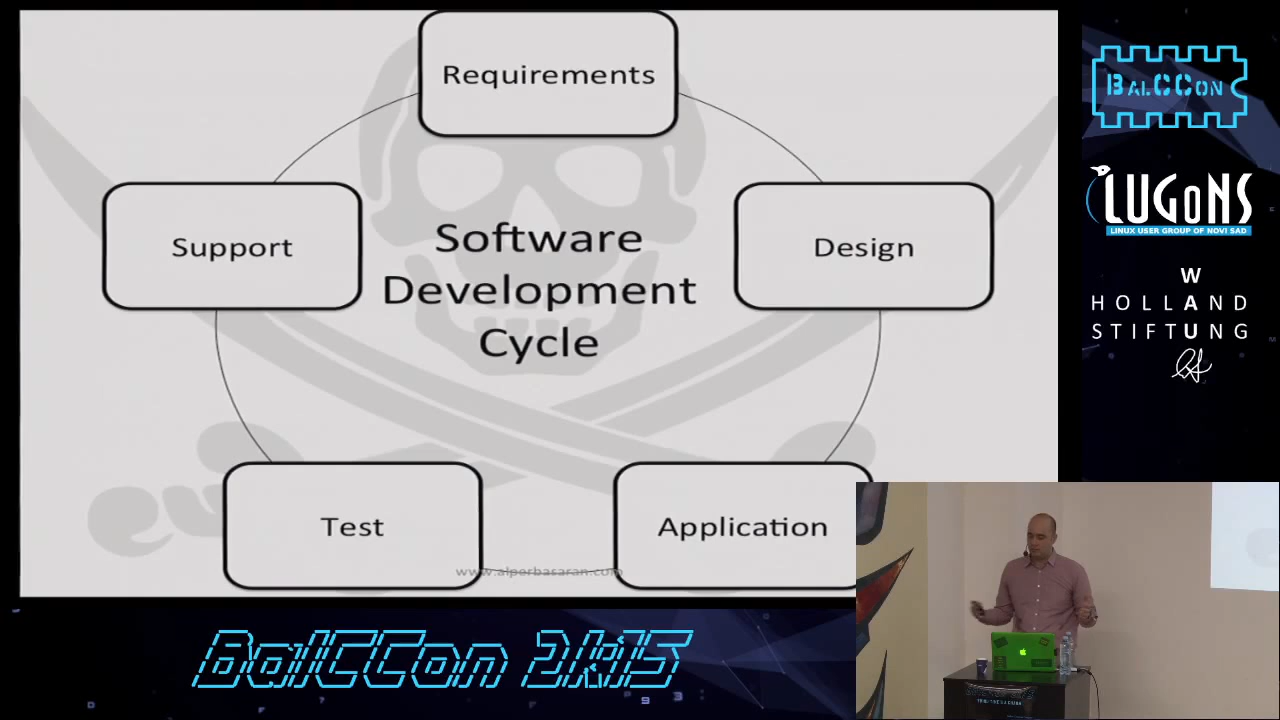 Requirements
Support
Software
Development
Cycle
Design
Test
Application
www.alperbasaran.com
BALCCON
LUGoNS
LINUX USER GROUP OF NOVI SAD
W
HOLLAND
A
STIFTUNG
BalCCon 2k15